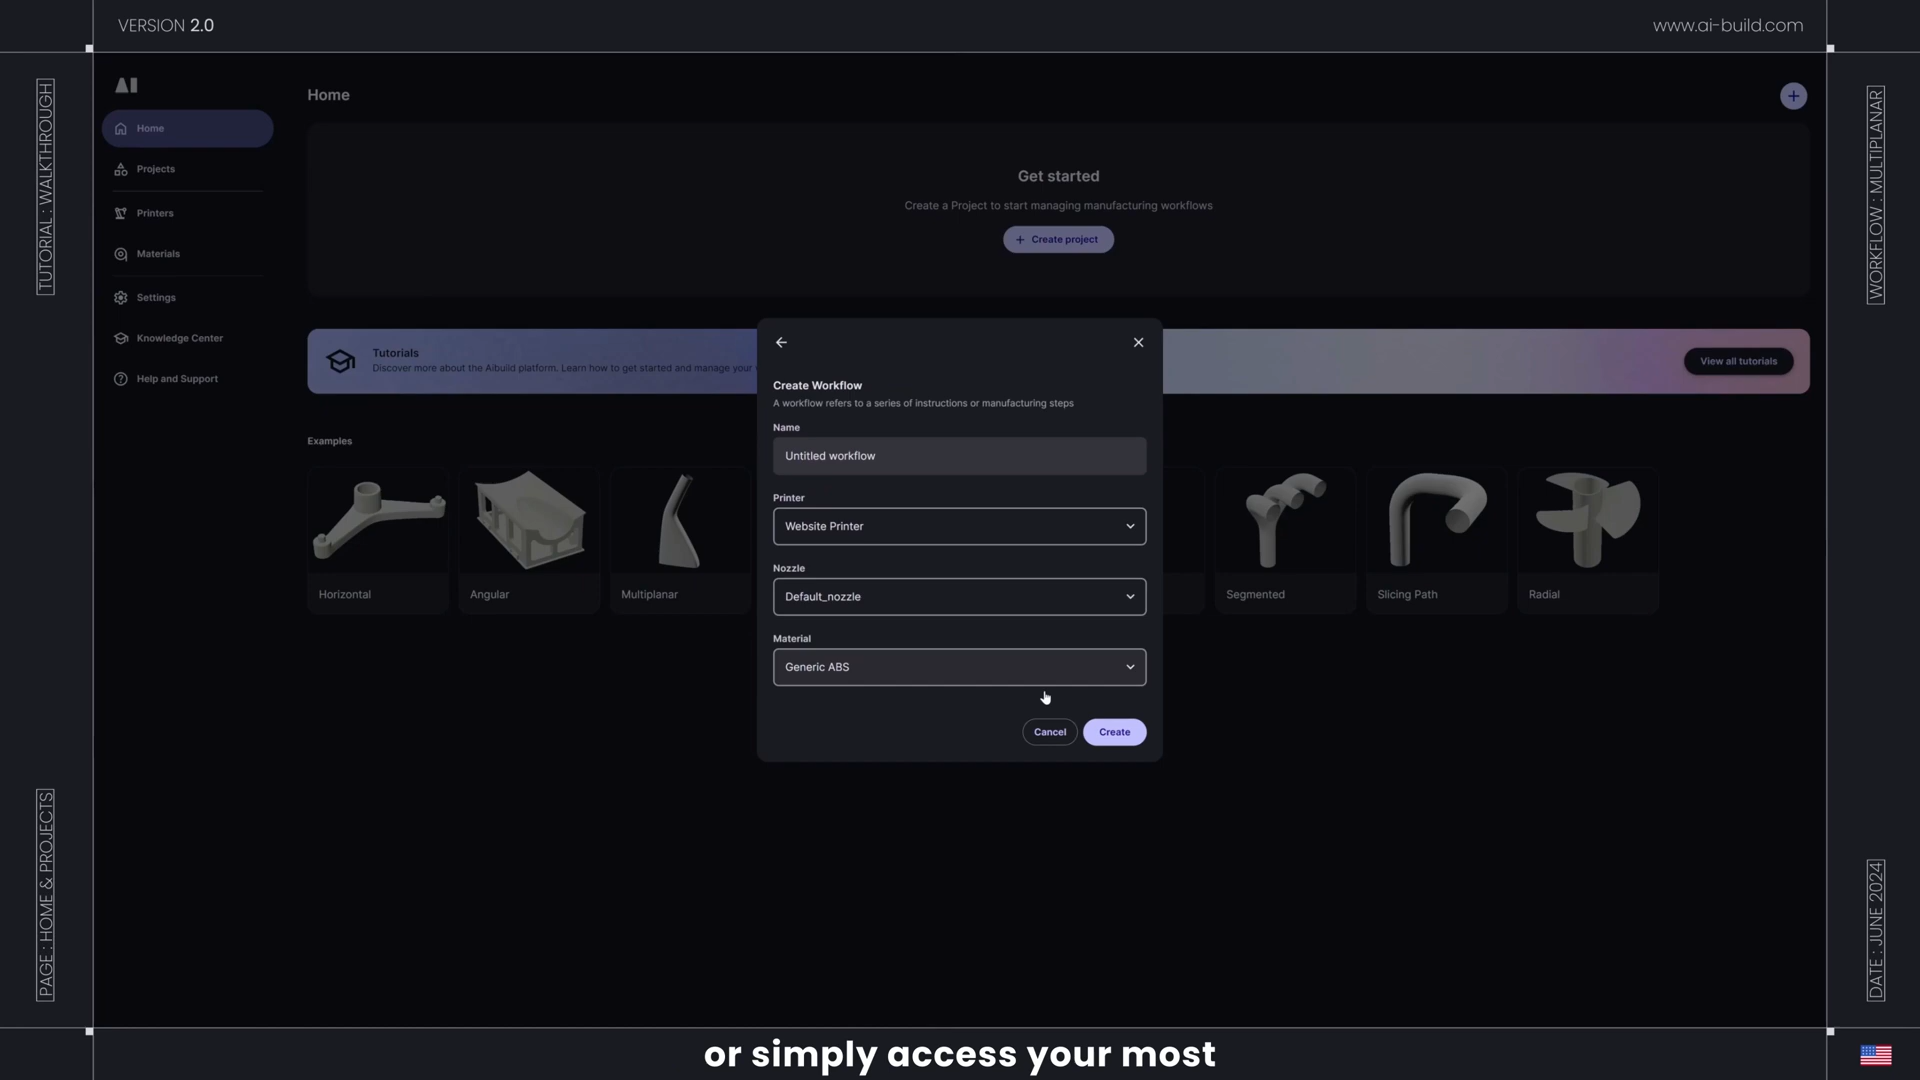 VERSION 2.0
www.ai-build.com
TUTORIAL : WALKTHROUGH
WORKFLOW : MULTIPLANAR
AI
Home
Projects
Printers
Materials
Settings
Knowledge Center
Help and Support
Home
Get started
Create a Project to start managing manufacturing workflows
+ Create project
Tutorials
Discover more about the Aibuild platform. Learn how to get started and manage your
View all tutorials
Examples
Horizontal
Angular
Multiplanar
Segmented
Slicing Path
Radial
Create Workflow
A workflow refers to a series of instructions or manufacturing steps
Name
Untitled workflow
Printer
Website Printer
Nozzle
Default_nozzle
Material
Generic ABS
Cancel
Create
PAGE : HOME & PROJECTS
DATE : JUNE 2024
or simply access your most